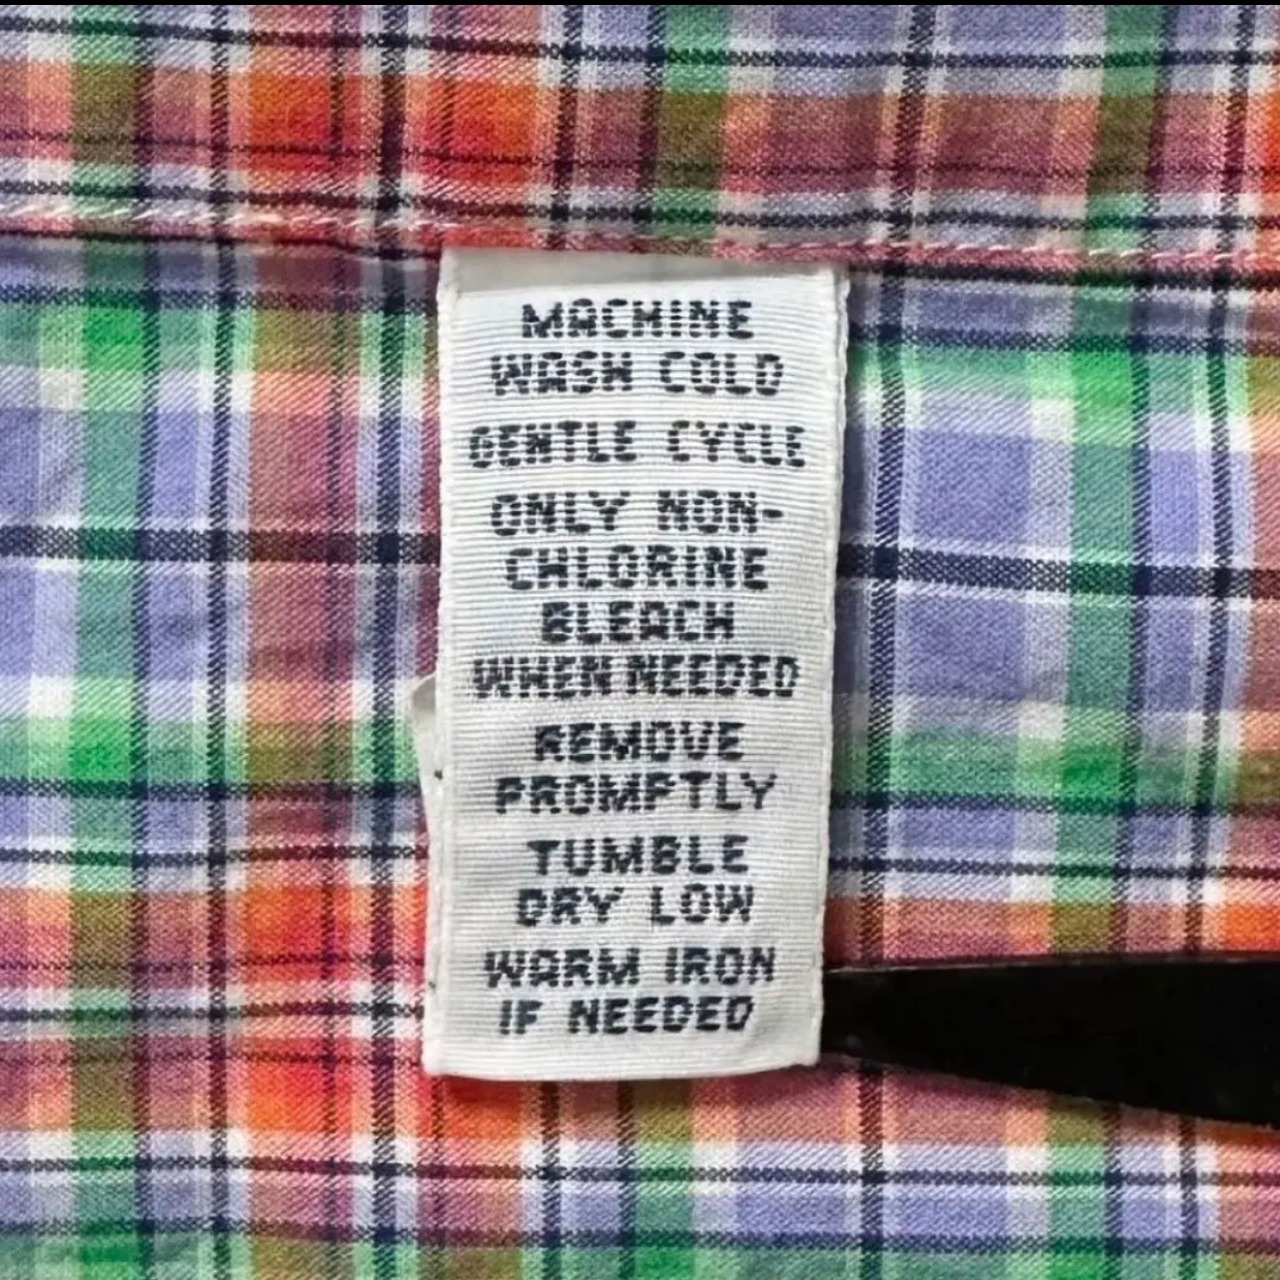 MACHINE
WASH COLD
GENTLE CYCLE
ONLY NON-
CHLORINE
BLEACH
WHEN NEEDED
REMOVE
PROMPTLY
TUMBLE
DRY LOW
WARM IRON
IF NEEDED